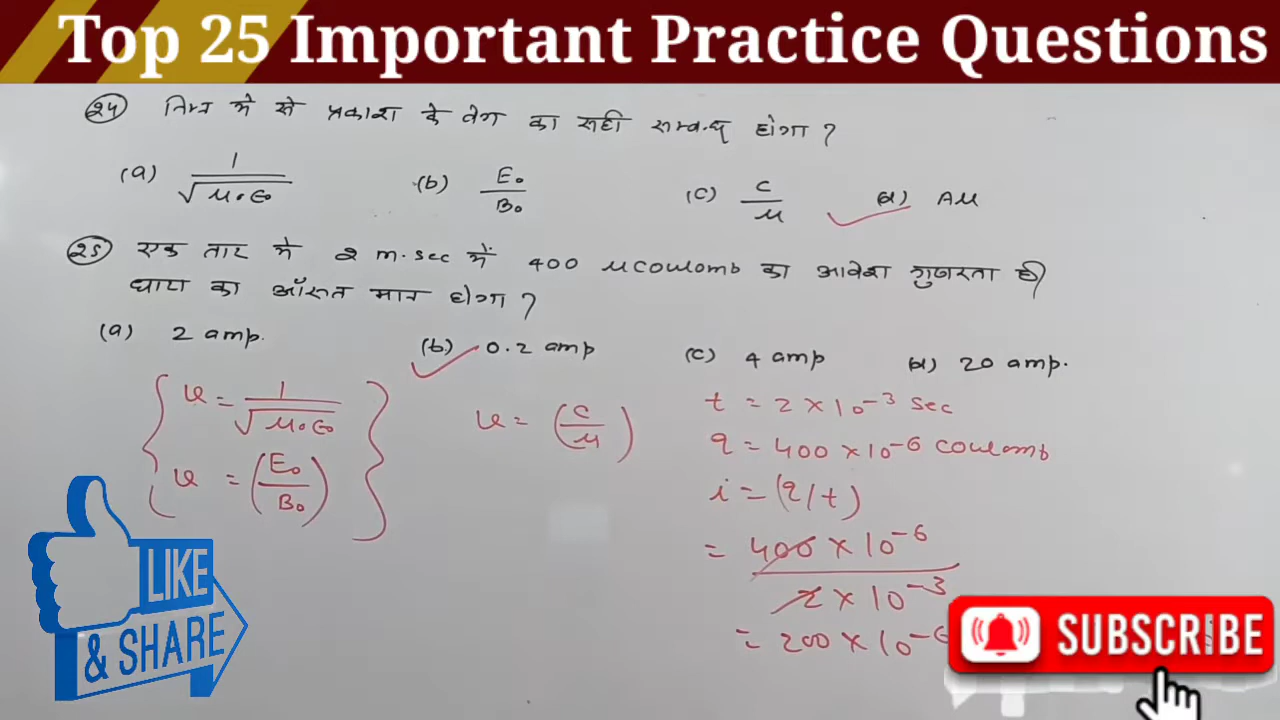 Top 25 Important Practice Questions
24 निम्न मे से प्रकाश के वेग का सही सम्बन्ध होगा ?
(a) 1/√μ₀ε₀ (b) E₀/B₀ (c) c/μ (d) All
25 एक तार मे 2 m.sec में 400 μcoulomb का आवेश गुजरता है।
धारा का औसत मान होगा ?
(a) 2 amp. (b) 0.2 amp (c) 4 amp (d) 20 amp.
v = 1/√μ₀ε₀
v = (E₀/B₀)
v = (c/μ)
t = 2×10⁻³ sec
q = 400×10⁻⁶ coulomb
i = (q/t)
= 400×10⁻⁶
2×10⁻³
= 200×10⁻⁶
LIKE
& SHARE
SUBSCRIBE